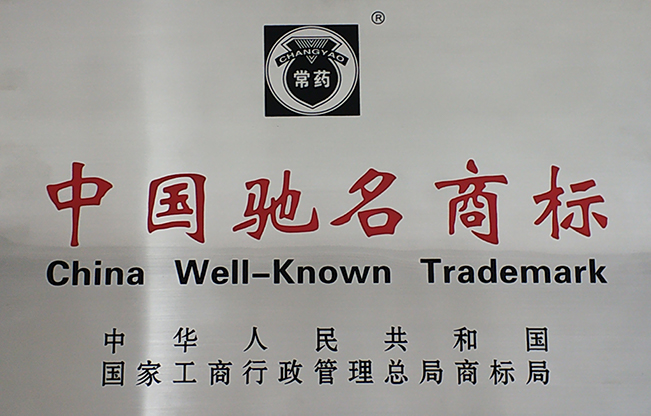 ®
CHANGYAO
常药
中国驰名商标
China Well-Known Trademark
中华人民共和国
国家工商行政管理总局商标局